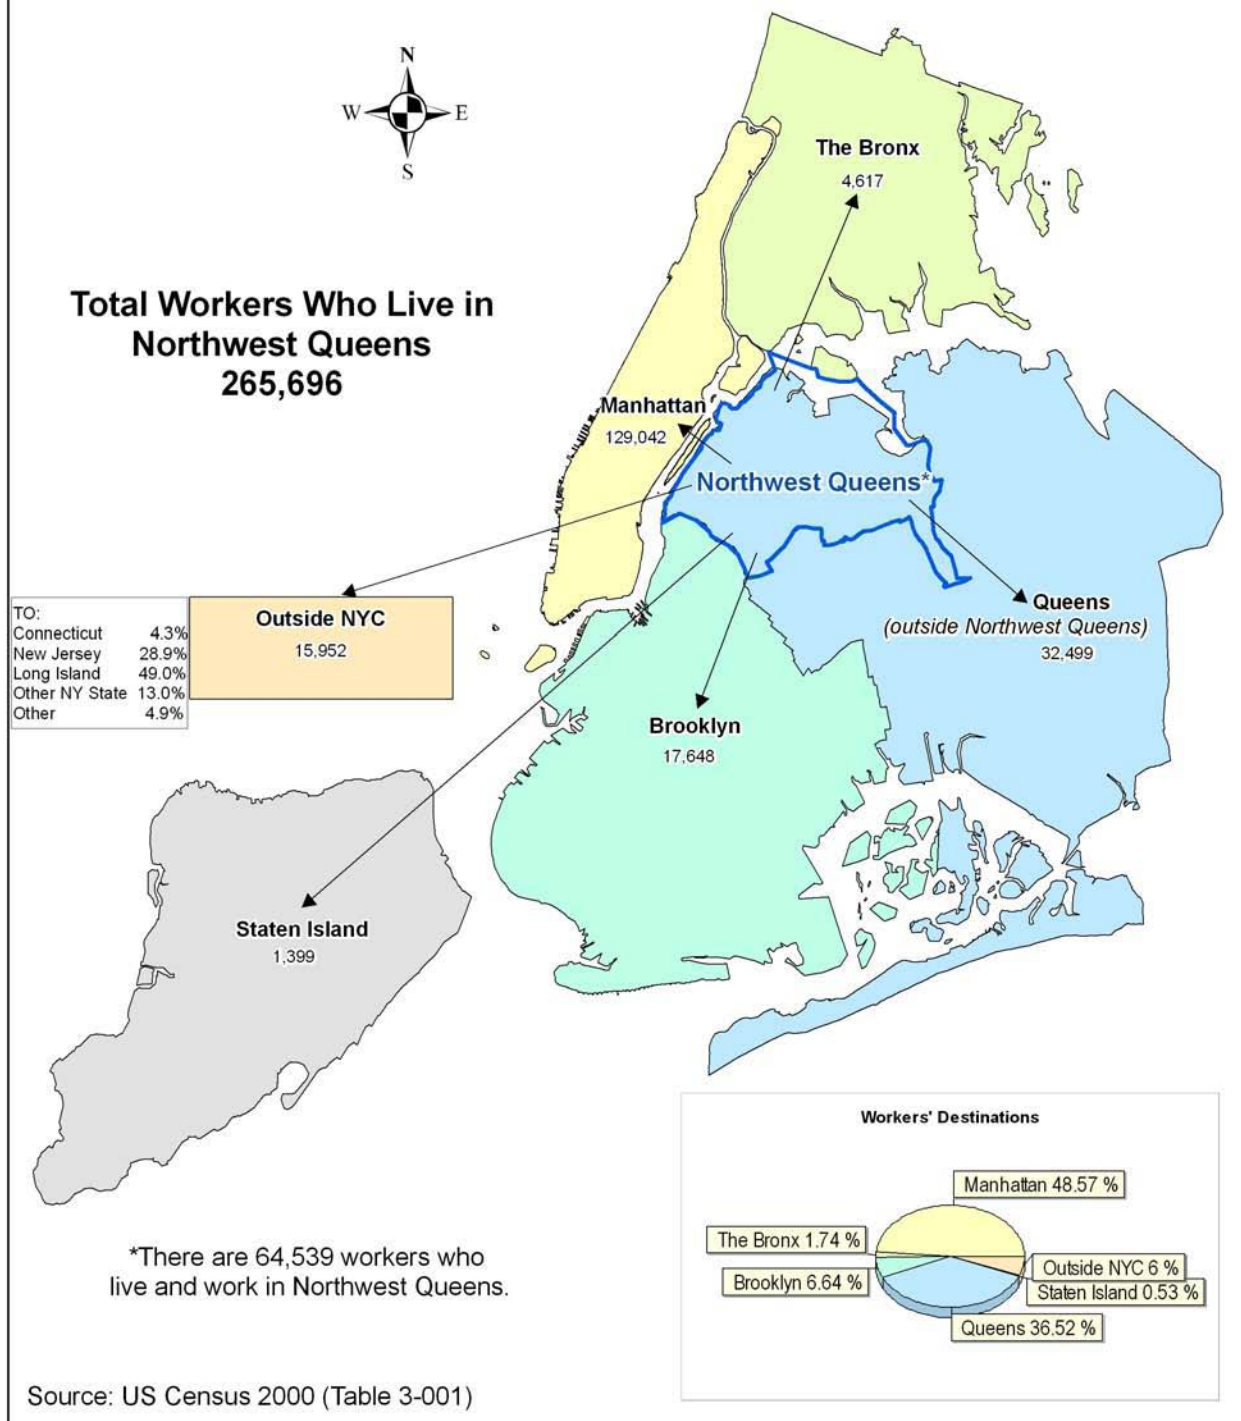 N
W E
S
The Bronx
4,617
Total Workers Who Live in
Northwest Queens
265,696
Manhattan
129,042
Northwest Queens*
Queens
(outside Northwest Queens)
32,499
TO:
Connecticut 4.3%
New Jersey 28.9%
Long Island 49.0%
Other NY State 13.0%
Other 4.9%
Outside NYC
15,952
Brooklyn
17,648
Staten Island
1,399
*There are 64,539 workers who
live and work in Northwest Queens.
Workers' Destinations
Manhattan 48.57 %
The Bronx 1.74 %
Outside NYC 6 %
Brooklyn 6.64 %
Staten Island 0.53 %
Queens 36.52 %
Source: US Census 2000 (Table 3-001)